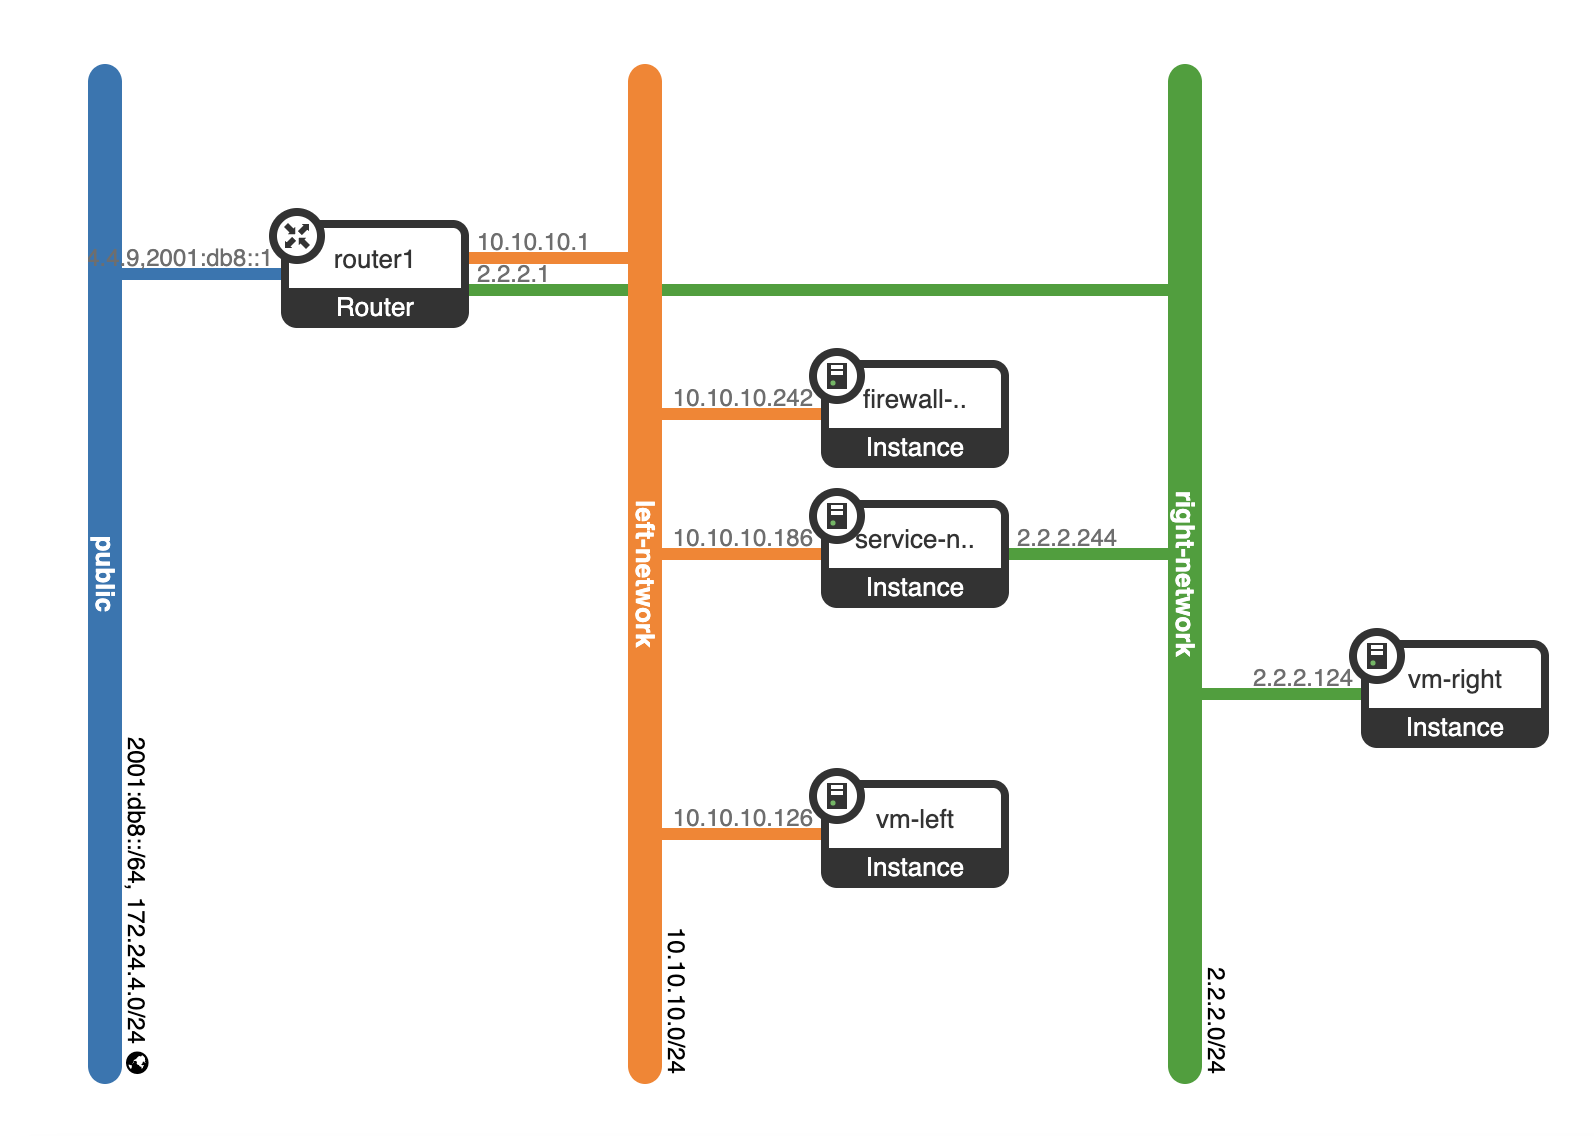 public
2001:db8::/64, 172.24.4.0/24
4.4.9,2001:db8::1
router1
Router
10.10.10.1
2.2.2.1
left-network
10.10.10.0/24
10.10.10.242
firewall-..
Instance
10.10.10.186
service-n..
Instance
2.2.2.244
10.10.10.126
vm-left
Instance
right-network
2.2.2.0/24
2.2.2.124
vm-right
Instance